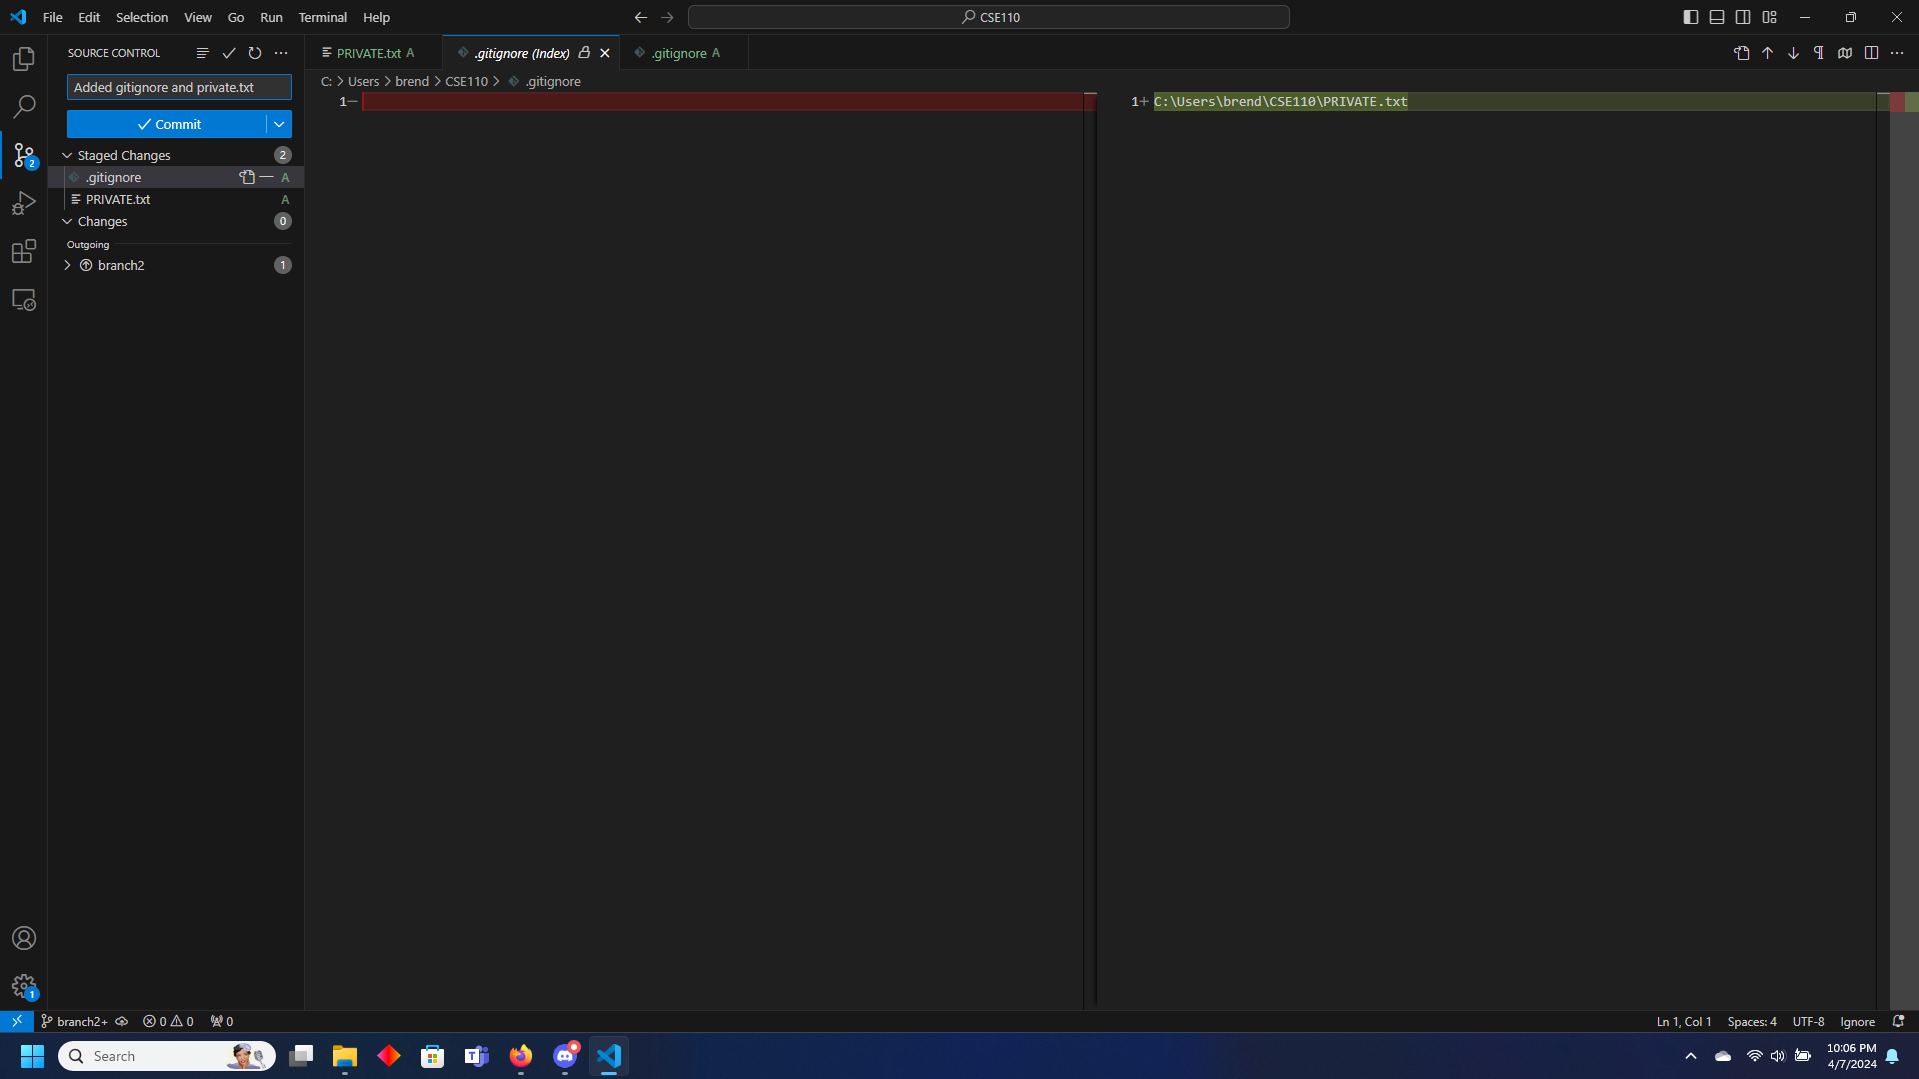 File Edit Selection View Go Run Terminal Help
CSE110
SOURCE CONTROL
PRIVATE.txt A
.gitignore (Index)
.gitignore A
Added gitignore and private.txt
C: > Users > brend > CSE110 > .gitignore
1−
1+ C:\Users\brend\CSE110\PRIVATE.txt
Commit
Staged Changes 2
.gitignore A
2
PRIVATE.txt A
Changes 0
Outgoing
branch2 1
1
branch2+ 0 0 0
Ln 1, Col 1 Spaces: 4 UTF-8 Ignore
Search
10:06 PM
4/7/2024